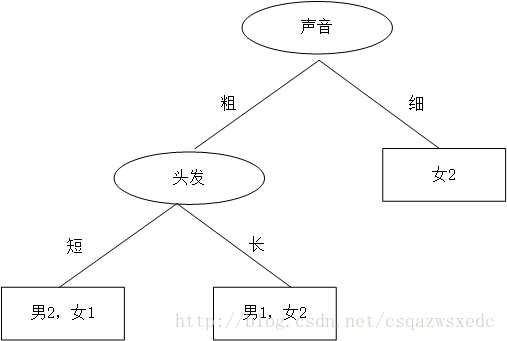 声音
粗
细
头发
女2
短
长
男2，女1
男1，女2
http://blog.csdn.net/csqazwsxedc